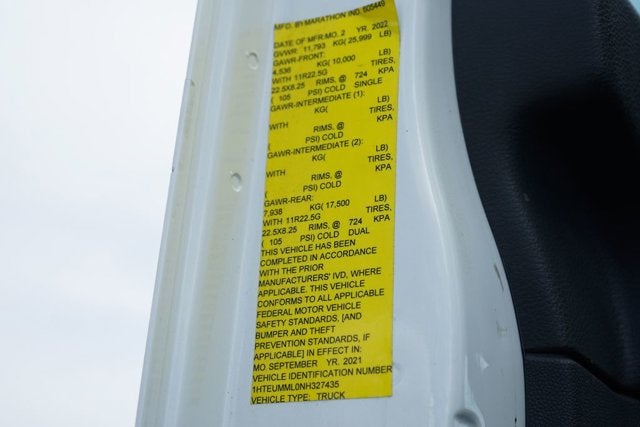 MFD. BY MARATHON IND. 605449
DATE OF MFR: MO. 2 YR. 2022
GVWR: 11,793 KG( 25,999 LB)
GAWR-FRONT:
4,536 KG( 10,000 LB)
WITH 11R22.5G TIRES,
22.5X8.25 RIMS, @ 724 KPA
( 105 PSI) COLD SINGLE
GAWR-INTERMEDIATE (1):
KG( LB)
WITH TIRES,
RIMS, @ KPA
( PSI) COLD
GAWR-INTERMEDIATE (2):
KG( LB)
WITH TIRES,
RIMS, @ KPA
( PSI) COLD
GAWR-REAR:
7,938 KG( 17,500 LB)
WITH 11R22.5G TIRES,
22.5X8.25 RIMS, @ 724 KPA
( 105 PSI) COLD DUAL
THIS VEHICLE HAS BEEN
COMPLETED IN ACCORDANCE
WITH THE PRIOR
MANUFACTURERS' IVD, WHERE
APPLICABLE. THIS VEHICLE
CONFORMS TO ALL APPLICABLE
FEDERAL MOTOR VEHICLE
SAFETY STANDARDS, [AND
BUMPER AND THEFT
PREVENTION STANDARDS, IF
APPLICABLE] IN EFFECT IN:
MO. SEPTEMBER YR. 2021
VEHICLE IDENTIFICATION NUMBER
1HTEUMML0NH327435
VEHICLE TYPE: TRUCK